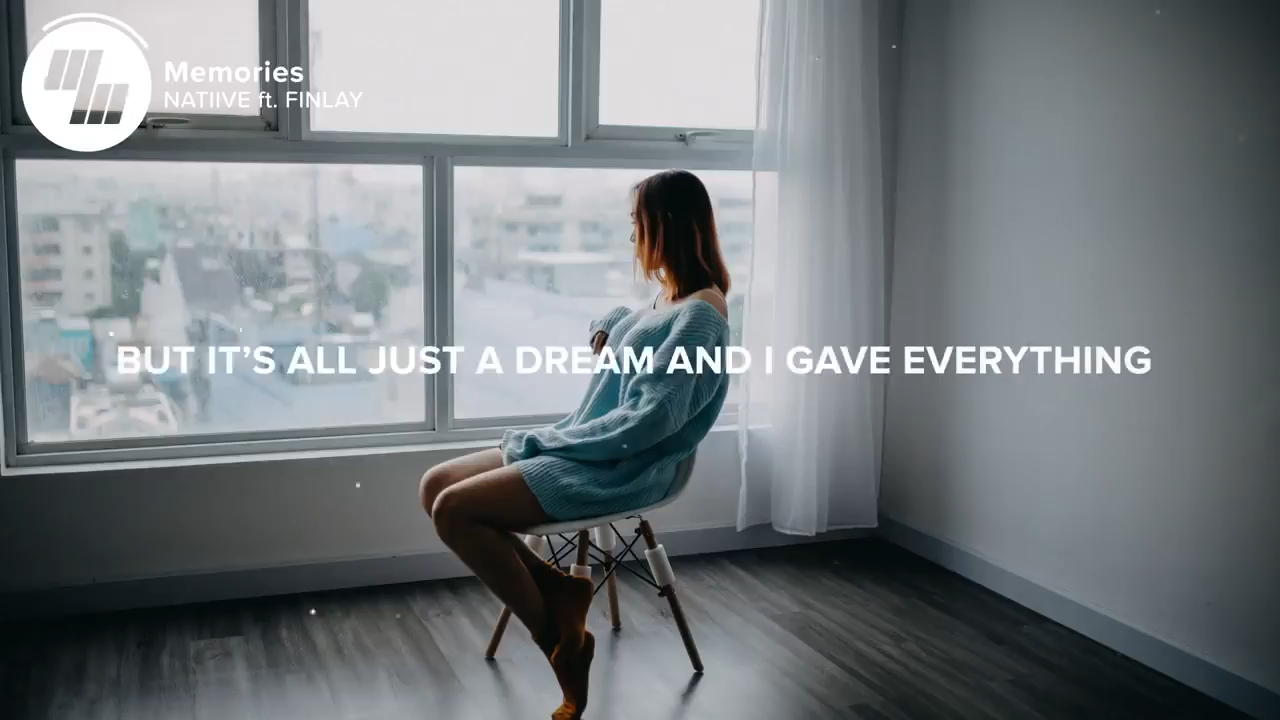 Memories
NATIIVE ft. FINLAY
BUT IT’S ALL JUST A DREAM AND I GAVE EVERYTHING